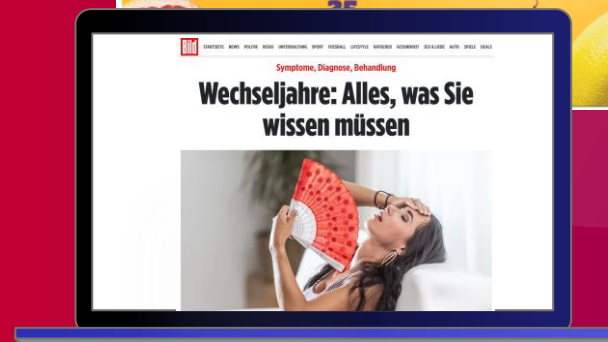 35
Bild STARTSEITE NEWS POLITIK REGIO UNTERHALTUNG SPORT FUSSBALL LIFESTYLE RATGEBER GESUNDHEIT SEX & LIEBE AUTO SPIELE DEALS
Symptome, Diagnose, Behandlung
Wechseljahre: Alles, was Sie
wissen müssen